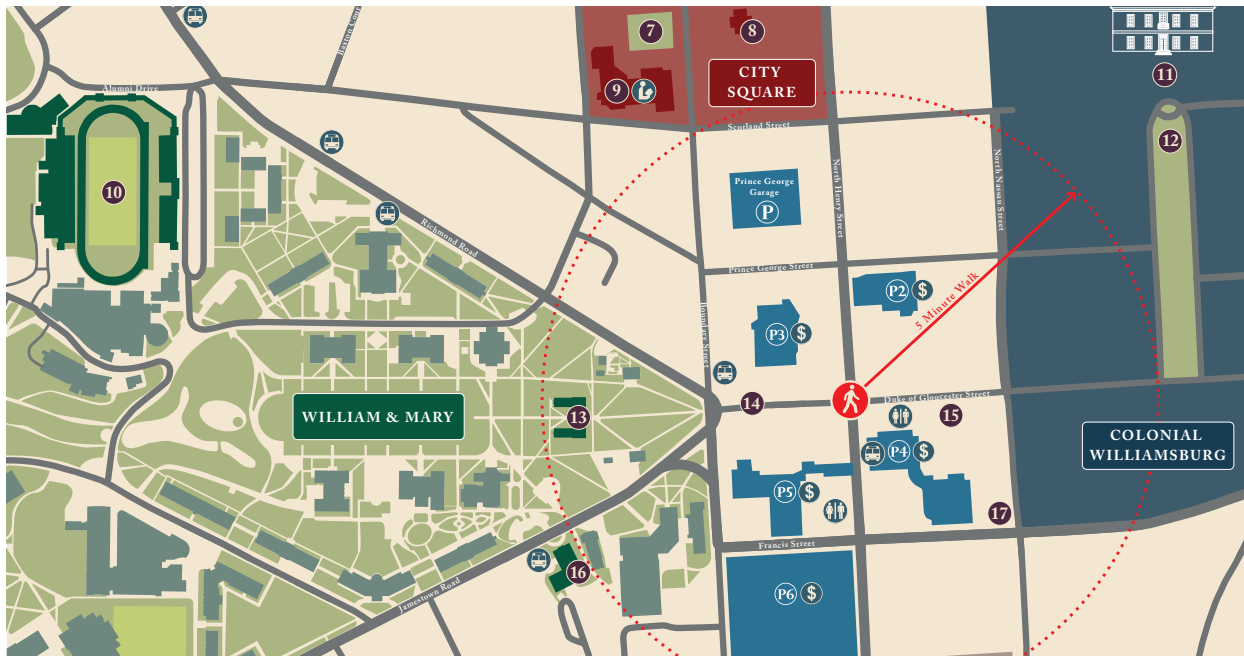 Baxton Court
7
8
CITY
SQUARE
11
Alumni Drive
9
Scotland Street
12
10
Prince George
Garage
P
North Henry Street
North Nassau Street
Richmond Road
Prince George Street
5 Minute Walk
P2 $
P3 $
Boundary Street
WILLIAM & MARY
13
14
Duke of Gloucester Street
15
COLONIAL
WILLIAMSBURG
P4 $
P5 $
17
Francis Street
16
Jamestown Road
P6 $